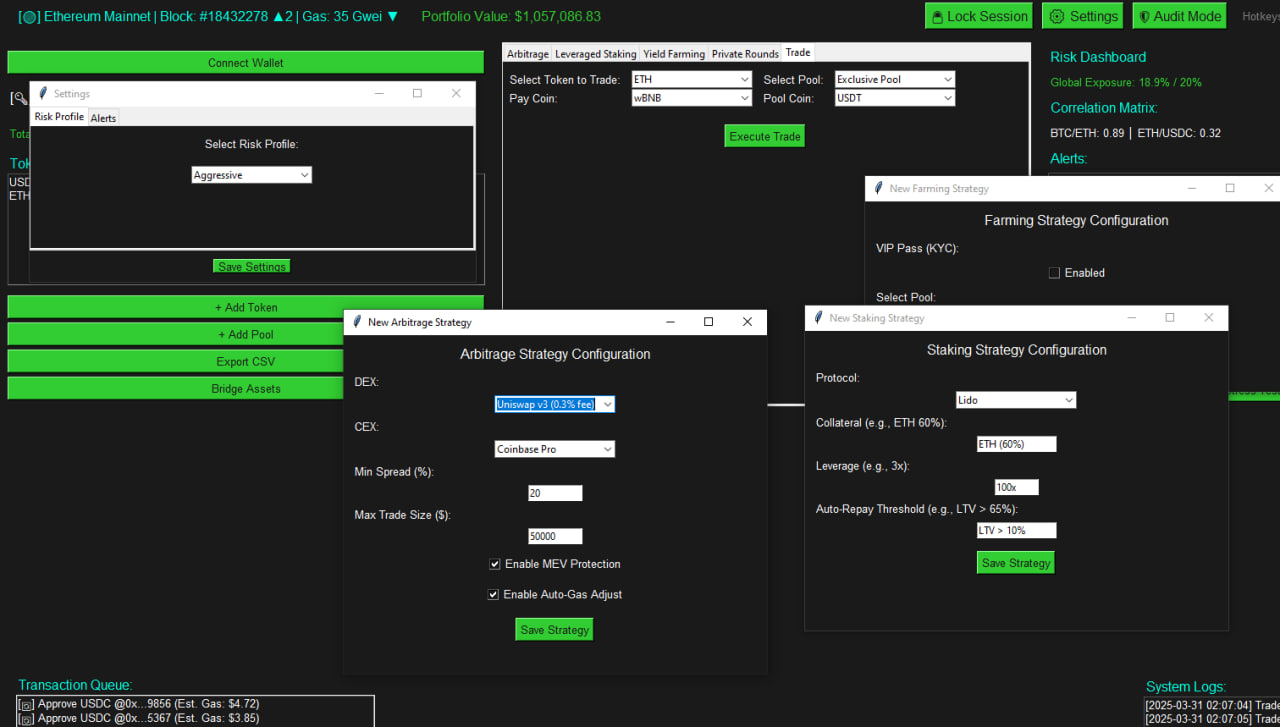 Ethereum Mainnet | Block: #18432278 ▲2 | Gas: 35 Gwei ▼
Portfolio Value: $1,057,086.83
Lock Session
Settings
Audit Mode
Hotkeys
Connect Wallet
Settings
Risk Profile
Alerts
Select Risk Profile:
Aggressive
Save Settings
+ Add Token
+ Add Pool
Export CSV
Bridge Assets
Arbitrage
Leveraged Staking
Yield Farming
Private Rounds
Trade
Select Token to Trade:
ETH
Select Pool:
Exclusive Pool
Pay Coin:
wBNB
Pool Coin:
USDT
Execute Trade
Risk Dashboard
Global Exposure: 18.9% / 20%
Correlation Matrix:
BTC/ETH: 0.89 | ETH/USDC: 0.32
Alerts:
New Farming Strategy
Farming Strategy Configuration
VIP Pass (KYC):
Enabled
Select Pool:
New Arbitrage Strategy
Arbitrage Strategy Configuration
DEX:
Uniswap v3 (0.3% fee)
CEX:
Coinbase Pro
Min Spread (%):
20
Max Trade Size ($):
50000
Enable MEV Protection
Enable Auto-Gas Adjust
Save Strategy
New Staking Strategy
Staking Strategy Configuration
Protocol:
Lido
Collateral (e.g., ETH 60%):
ETH (60%)
Leverage (e.g., 3x):
100x
Auto-Repay Threshold (e.g., LTV > 65%):
LTV > 10%
Save Strategy
Transaction Queue:
Approve USDC @0x...9856 (Est. Gas: $4.72)
Approve USDC @0x...5367 (Est. Gas: $3.85)
System Logs:
[2025-03-31 02:07:04] Trade
[2025-03-31 02:07:05] Trade